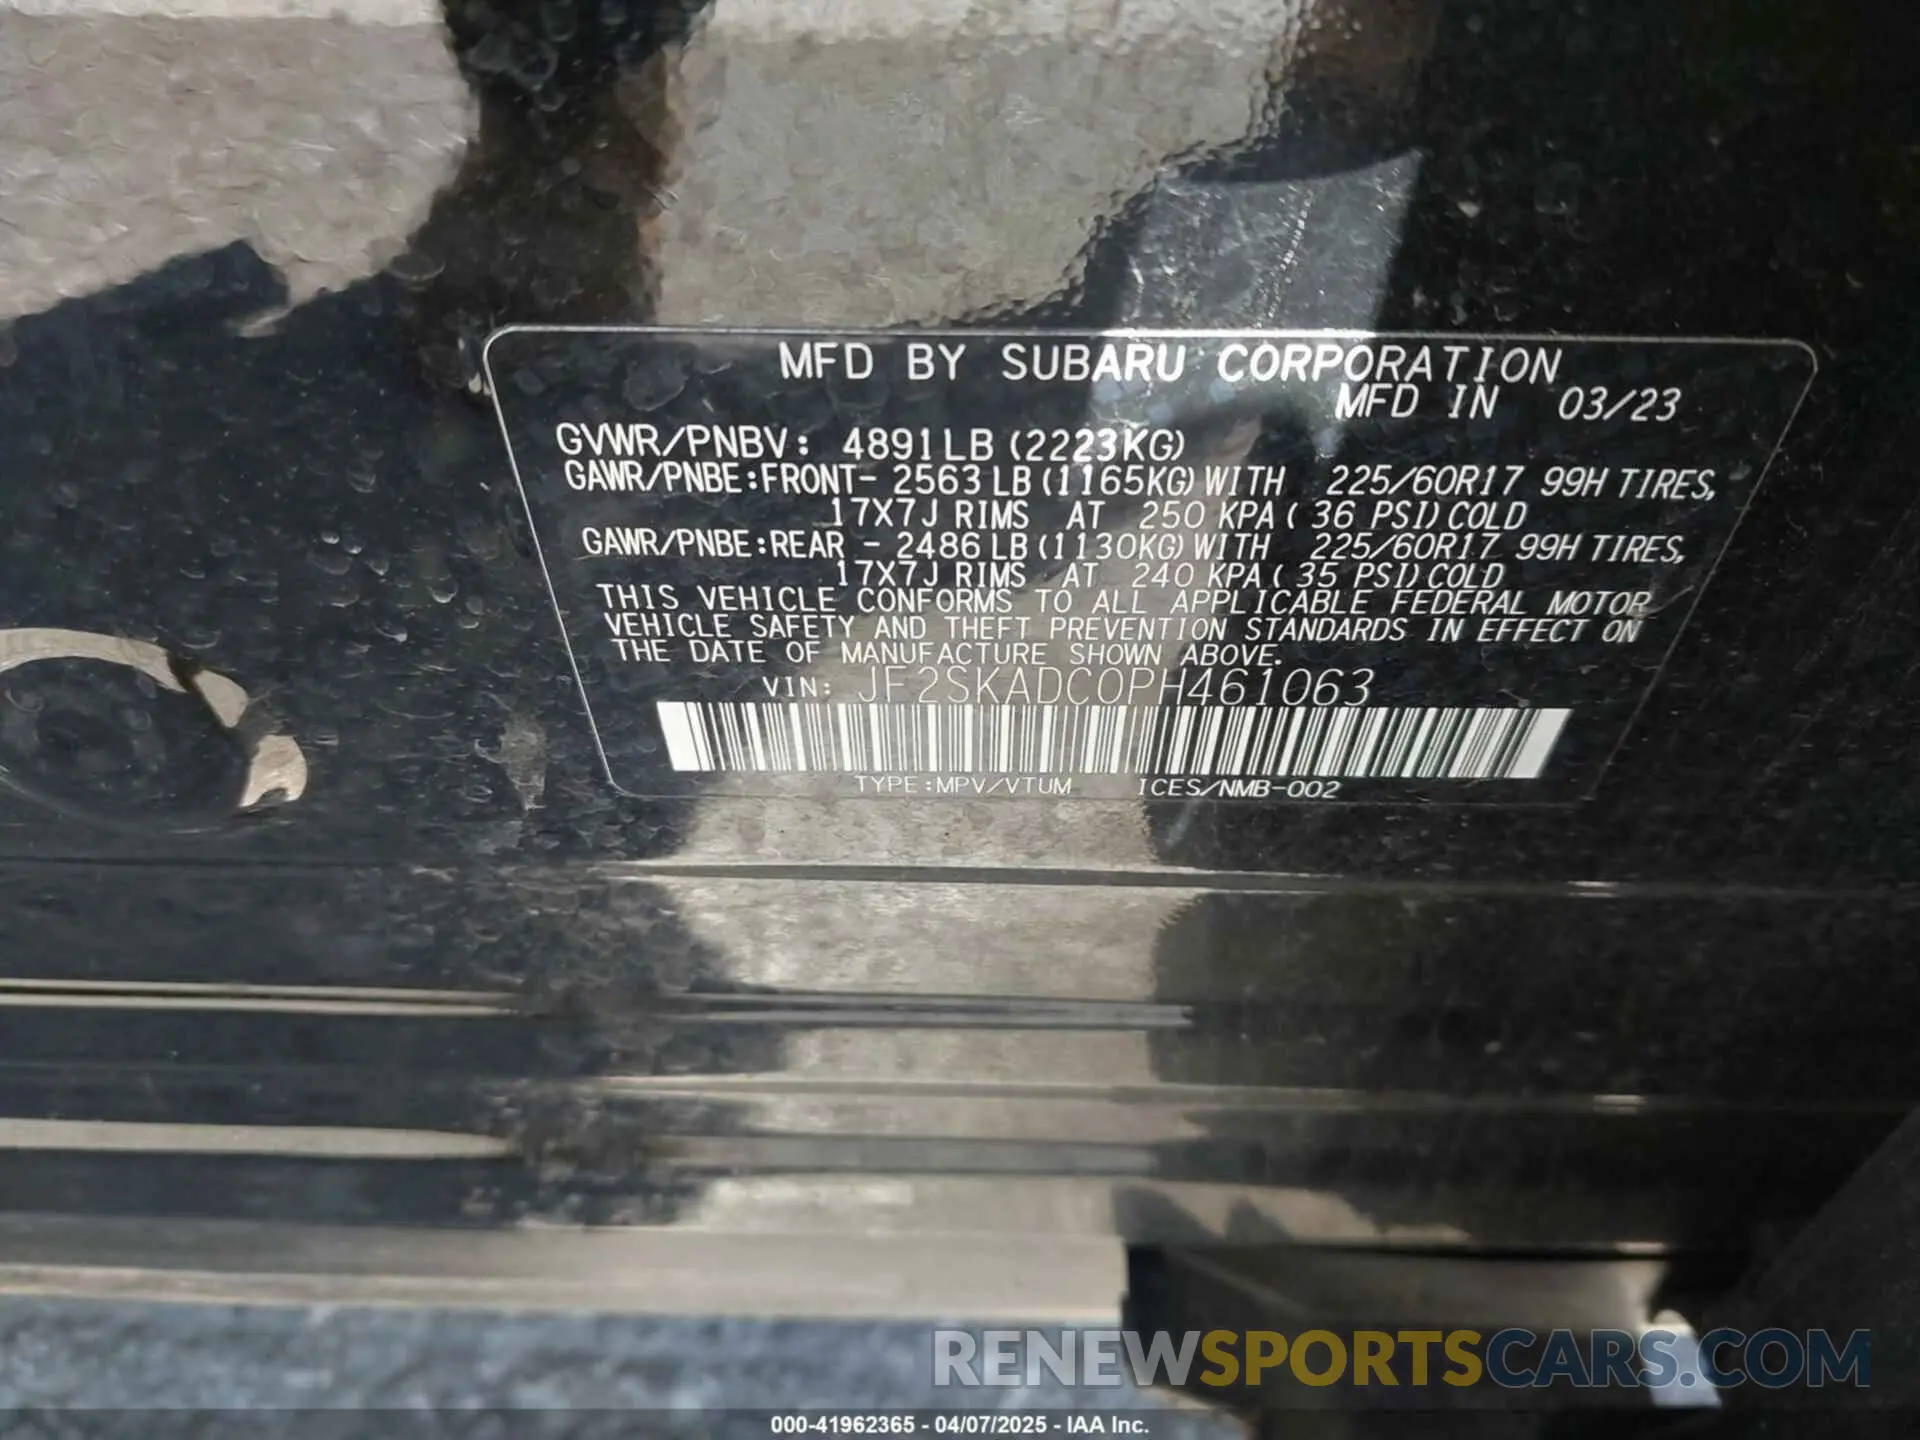 MFD BY SUBARU CORPORATION
MFD IN 03/23
GVWR/PNBV: 4891LB (2223KG)
GAWR/PNBE:FRONT- 2563 LB (1165KG) WITH 225/60R17 99H TIRES,
17X7J RIMS AT 250 KPA ( 36 PSI) COLD
GAWR/PNBE:REAR - 2486 LB (1130KG) WITH 225/60R17 99H TIRES,
17X7J RIMS AT 240 KPA ( 35 PSI) COLD
THIS VEHICLE CONFORMS TO ALL APPLICABLE FEDERAL MOTOR
VEHICLE SAFETY AND THEFT PREVENTION STANDARDS IN EFFECT ON
THE DATE OF MANUFACTURE SHOWN ABOVE.
VIN: JF2SKADC0PH461063
TYPE:MPV/VTUM ICES/NMB-002
RENEWSPORTSCARS.COM
000-41962365 - 04/07/2025 - IAA Inc.